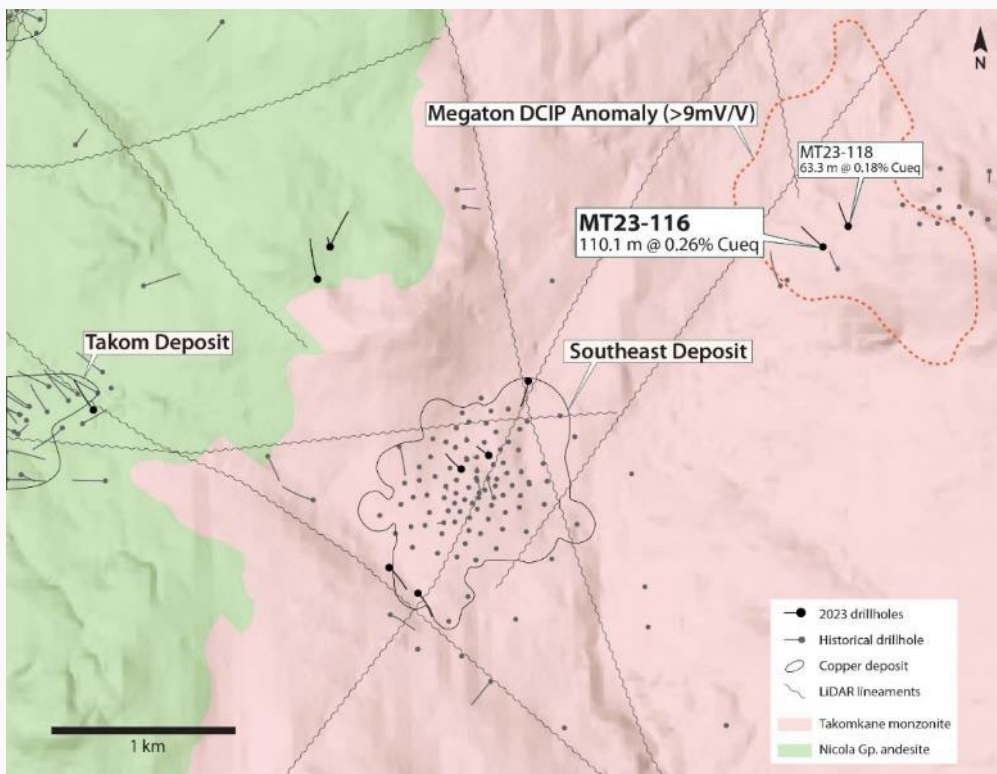 N
Megaton DCIP Anomaly (>9mV/V)
MT23-118
63.3 m @ 0.18% Cueq
MT23-116
110.1 m @ 0.26% Cueq
Takom Deposit
Southeast Deposit
2023 drillholes
Historical drillhole
Copper deposit
LiDAR lineaments
Takomkane monzonite
Nicola Gp. andesite
1 km